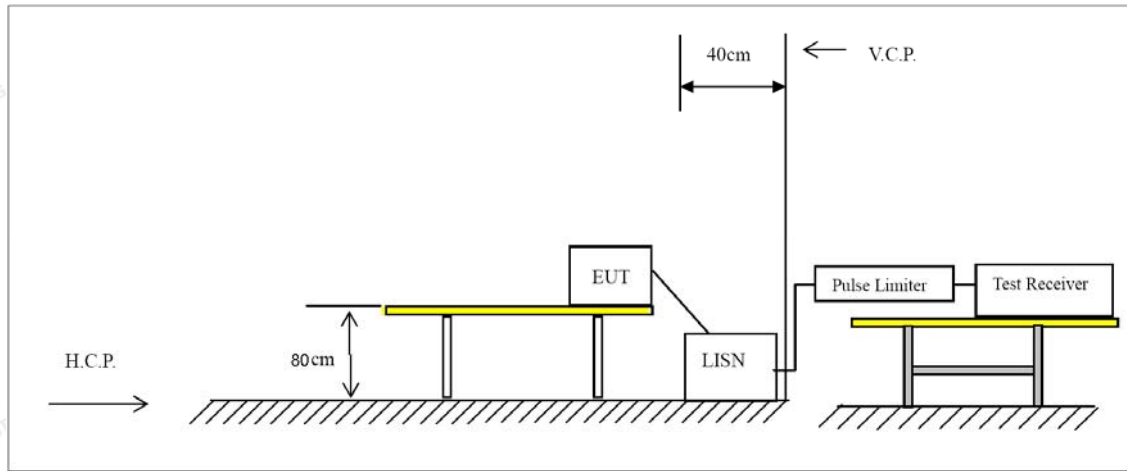 40cm
V.C.P.
EUT
Pulse Limiter
Test Receiver
80cm
LISN
H.C.P.